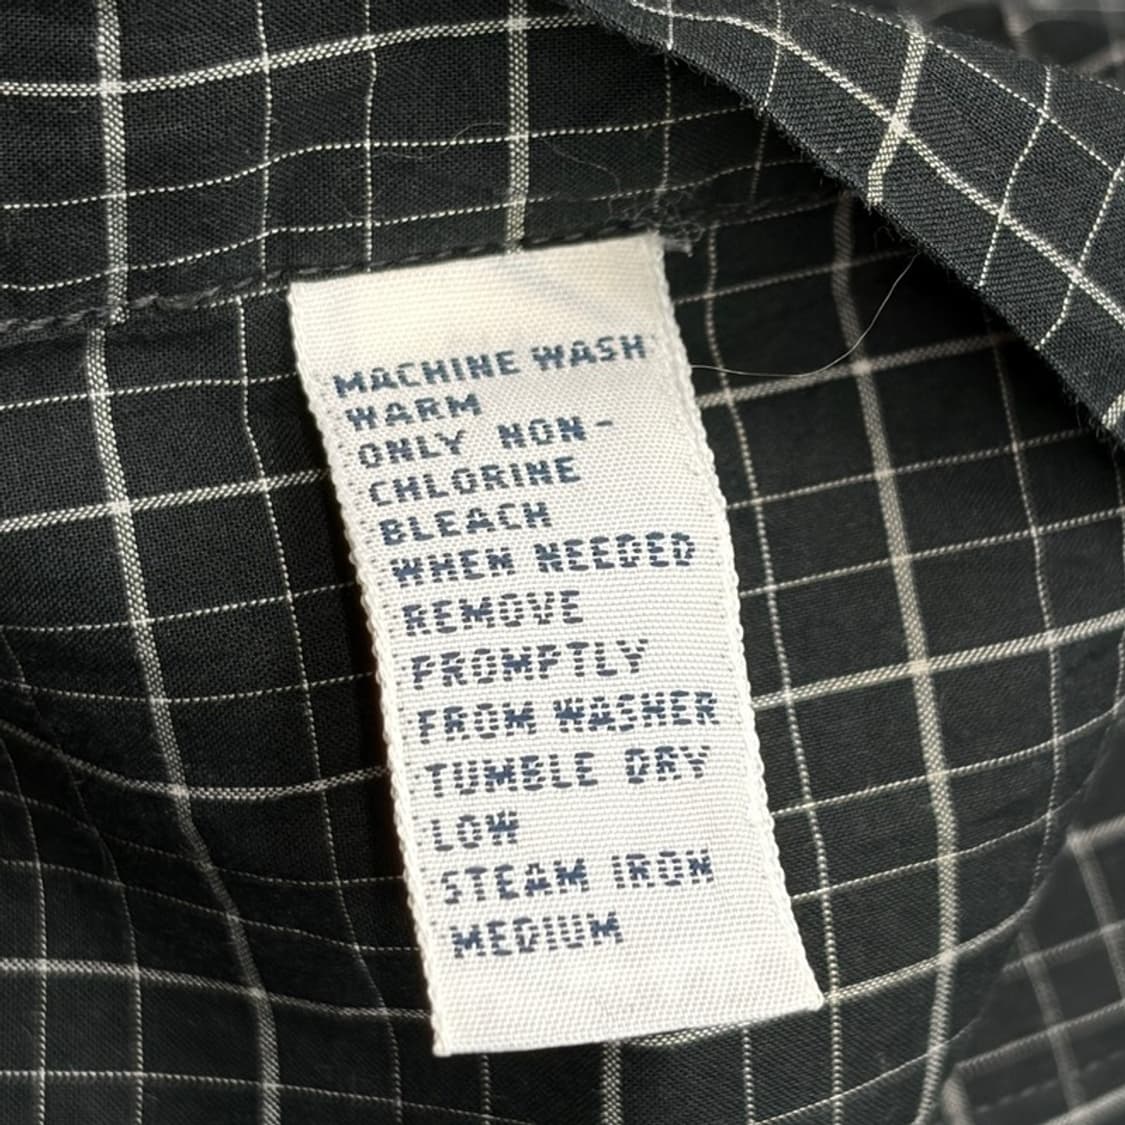 MACHINE WASH
WARM
ONLY NON-
CHLORINE
BLEACH
WHEN NEEDED
REMOVE
PROMPTLY
FROM WASHER
TUMBLE DRY
LOW
STEAM IRON
MEDIUM